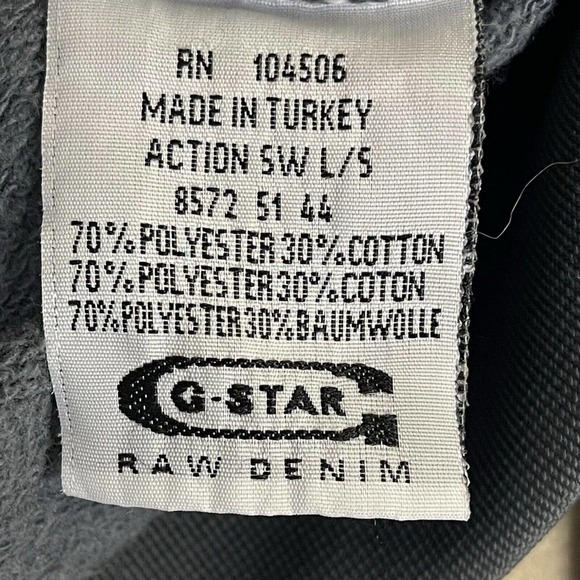 RN 104506
MADE IN TURKEY
ACTION SW L/S
8572 51 44
70% POLYESTER 30% COTTON
70% POLYESTER 30% COTON
70% POLYESTER 30% BAUMWOLLE
G-STAR
RAW DENIM